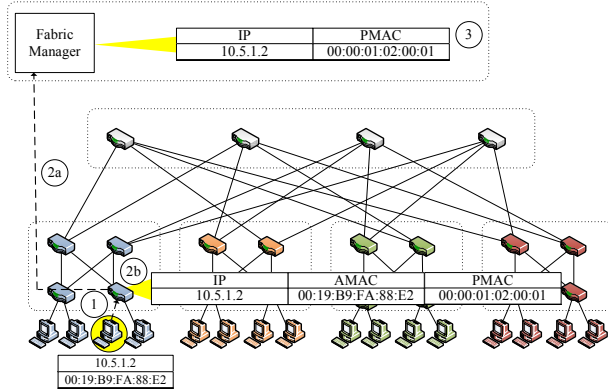 Fabric
Manager
IP PMAC
10.5.1.2 00:00:01:02:00:01
3
2a
2b
IP AMAC PMAC
10.5.1.2 00:19:B9:FA:88:E2 00:00:01:02:00:01
1
10.5.1.2
00:19:B9:FA:88:E2